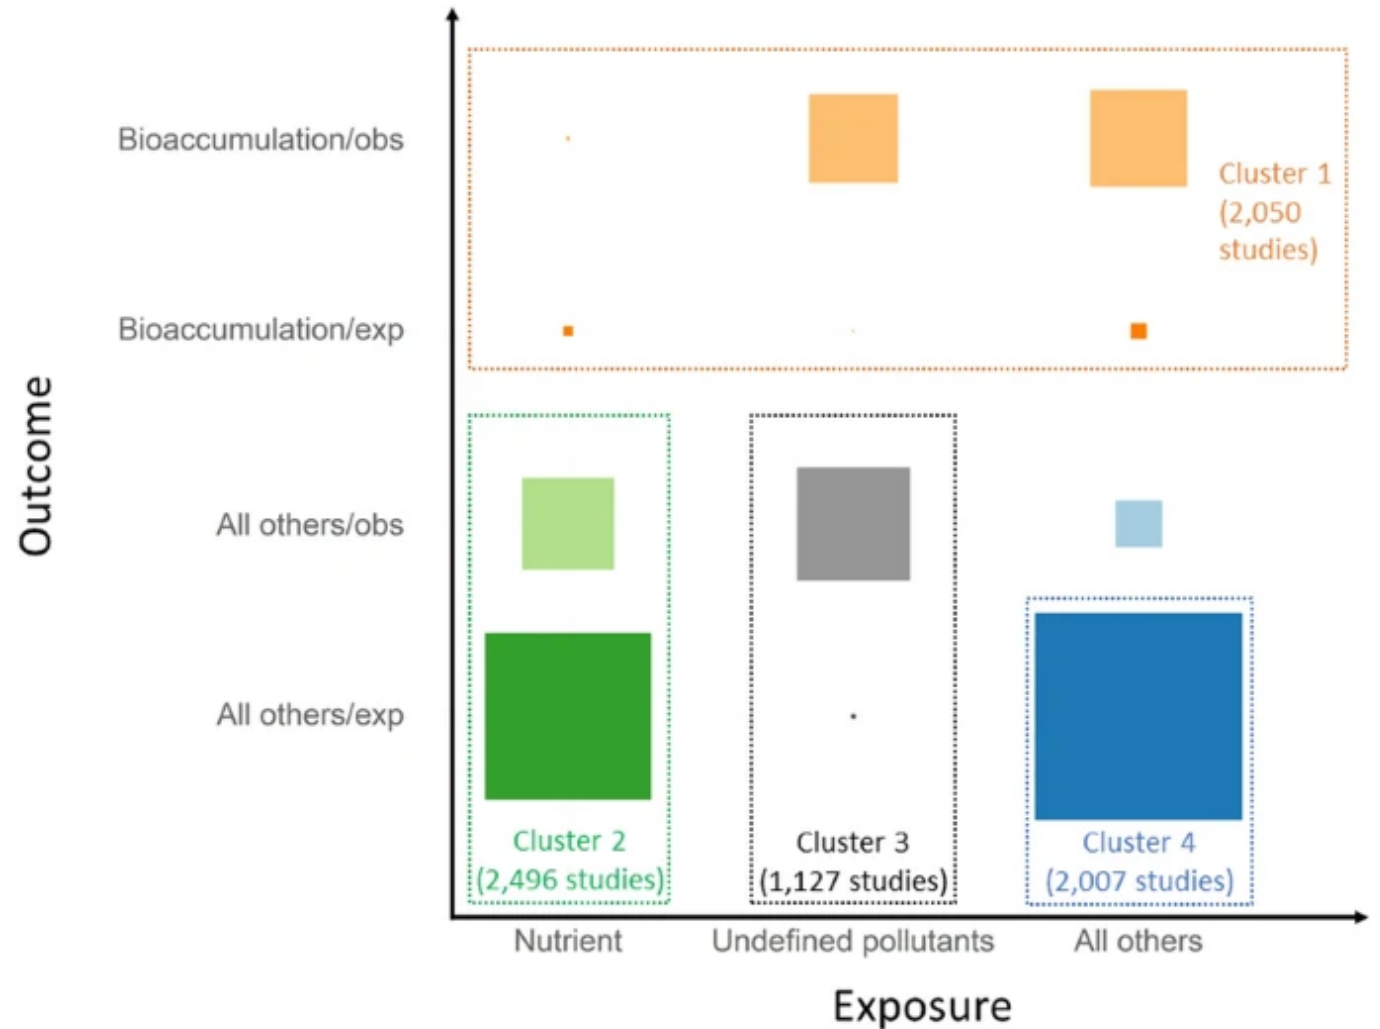 Bioaccumulation/obs
Cluster 1
(2,050
studies)
Bioaccumulation/exp
Outcome
All others/obs
All others/exp
Cluster 2
(2,496 studies)
Cluster 3
(1,127 studies)
Cluster 4
(2,007 studies)
Nutrient
Undefined pollutants
All others
Exposure